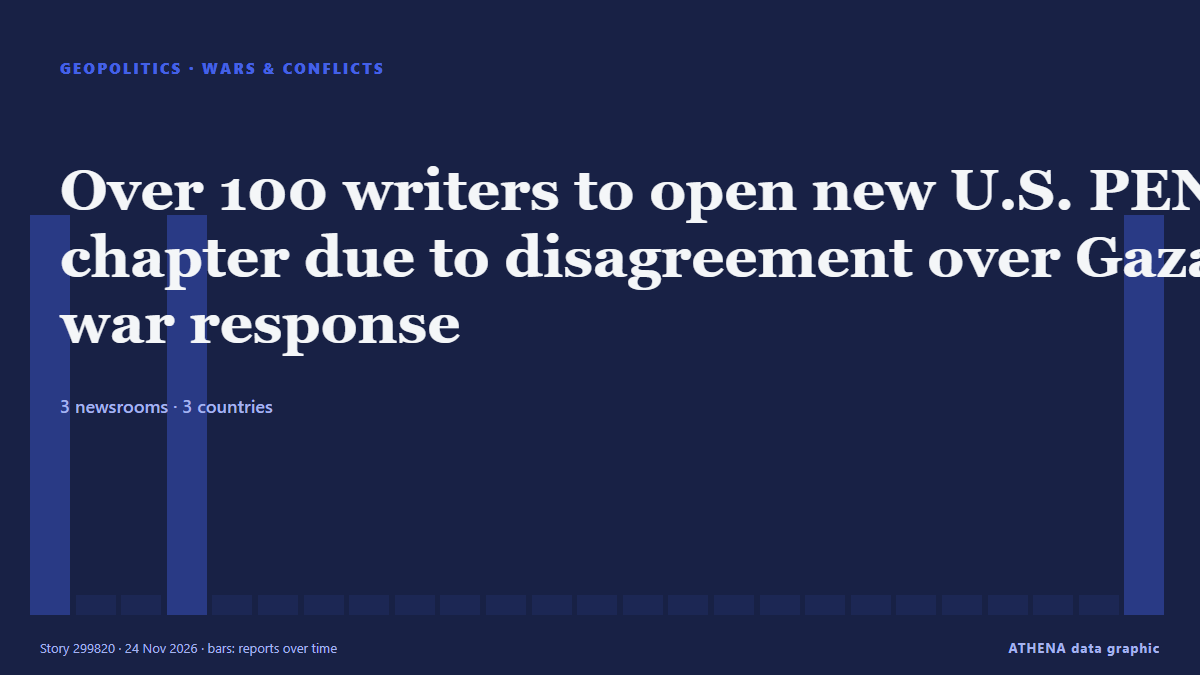 GEOPOLITICS · WARS & CONFLICTS
Over 100 writers to open new U.S. PEN
chapter due to disagreement over Gaza
war response
3 newsrooms · 3 countries
Story 299820 · 24 Nov 2026 · bars: reports over time
ATHENA data graphic